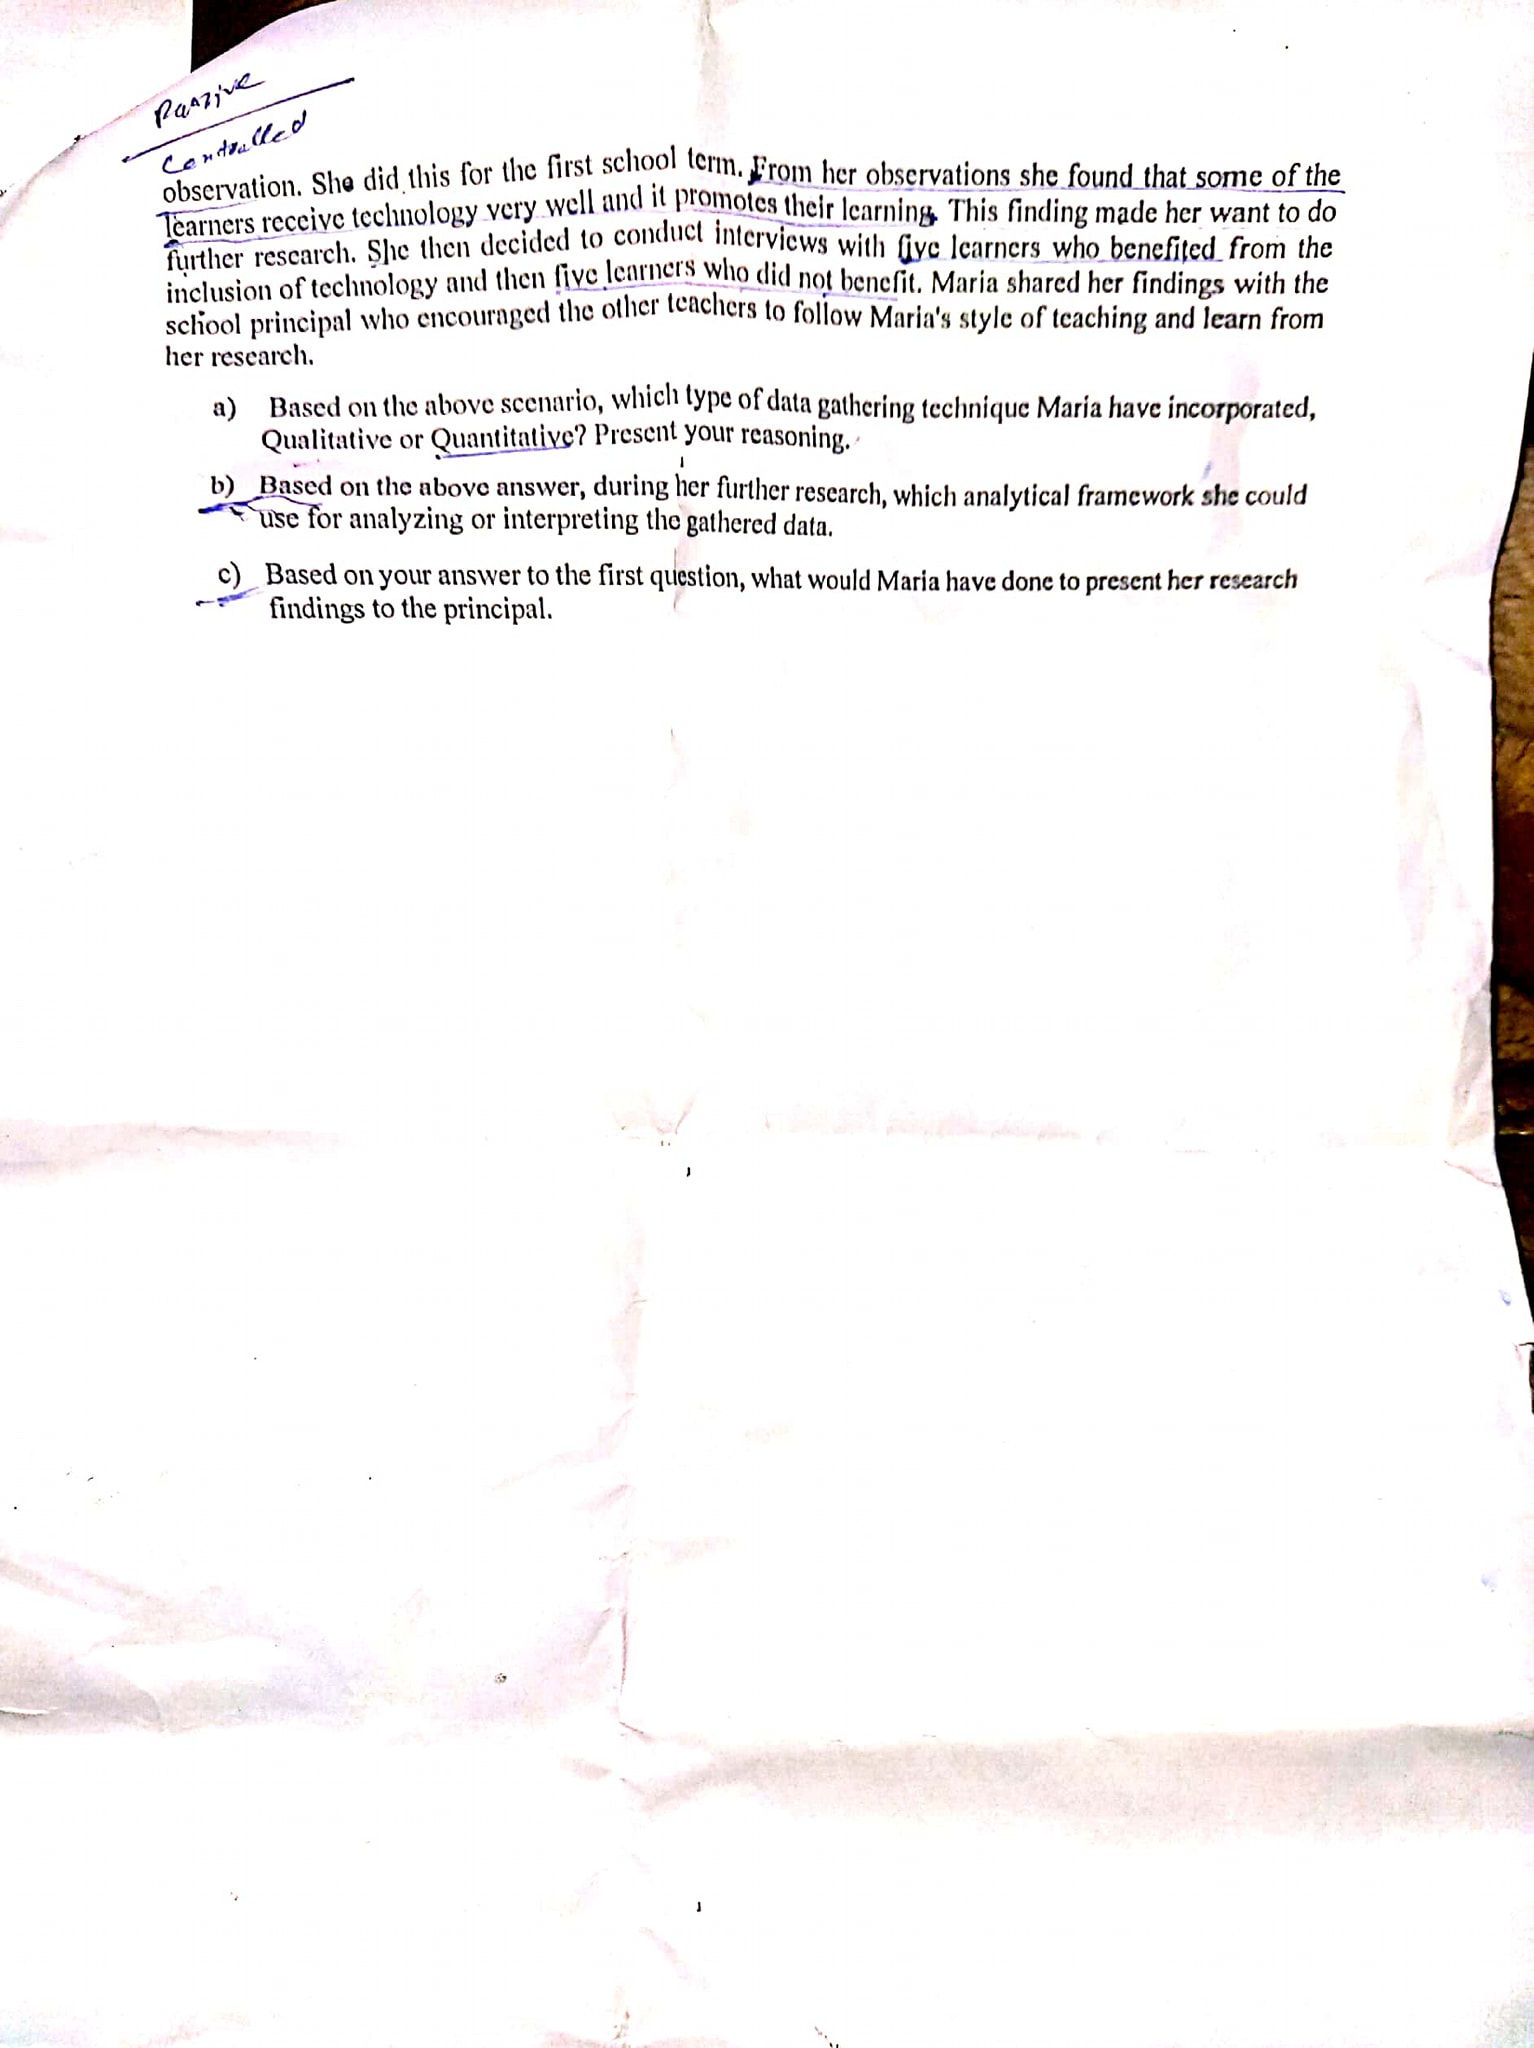 Passive
Controlled
observation. She did this for the first school term. From her observations she found that some of the
learners receive technology very well and it promotes their learning. This finding made her want to do
further research. She then decided to conduct interviews with five learners who benefited from the
inclusion of technology and then five learners who did not benefit. Maria shared her findings with the
school principal who encouraged the other teachers to follow Maria's style of teaching and learn from
her research.
a) Based on the above scenario, which type of data gathering technique Maria have incorporated,
Qualitative or Quantitative? Present your reasoning.
b) Based on the above answer, during her further research, which analytical framework she could
use for analyzing or interpreting the gathered data.
c) Based on your answer to the first question, what would Maria have done to present her research
findings to the principal.